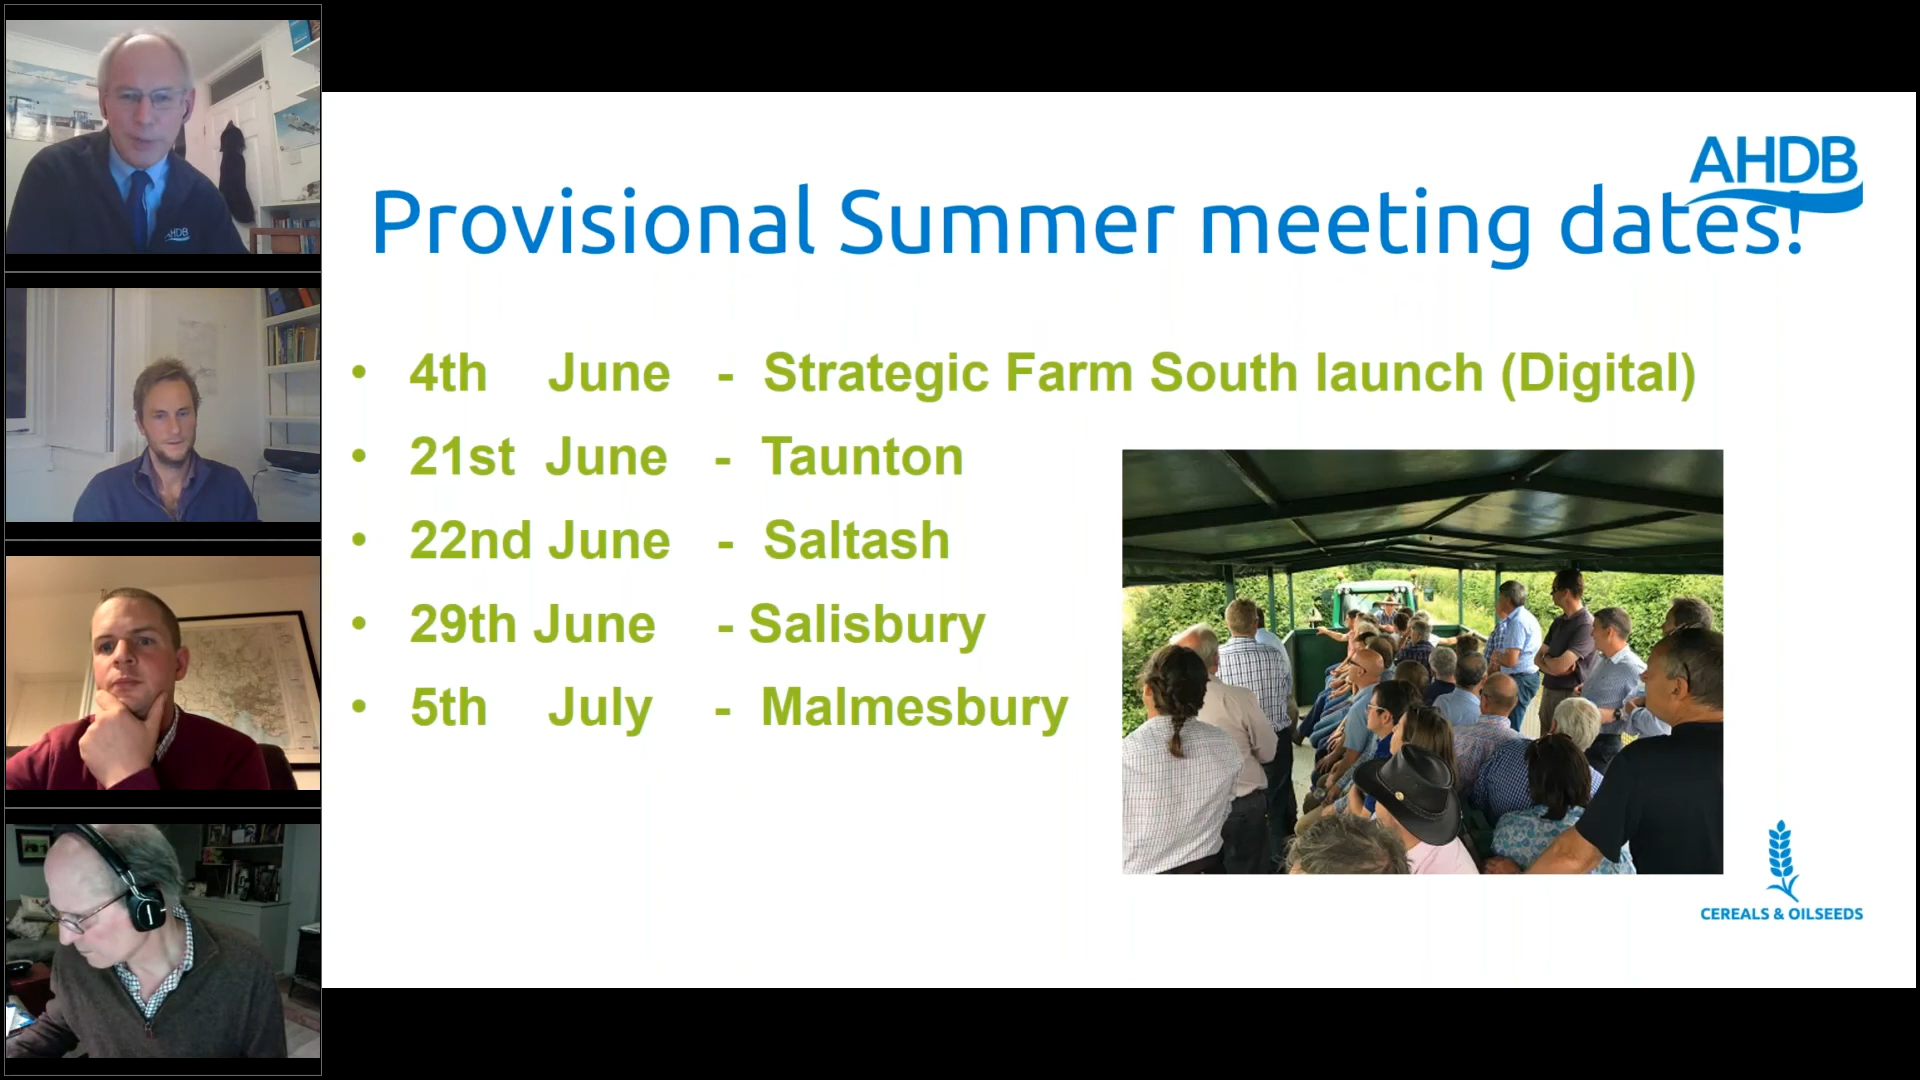 AHDB
AHDB
Provisional Summer meeting dates!
• 4th June - Strategic Farm South launch (Digital)
• 21st June - Taunton
• 22nd June - Saltash
• 29th June - Salisbury
• 5th July - Malmesbury
CEREALS & OILSEEDS